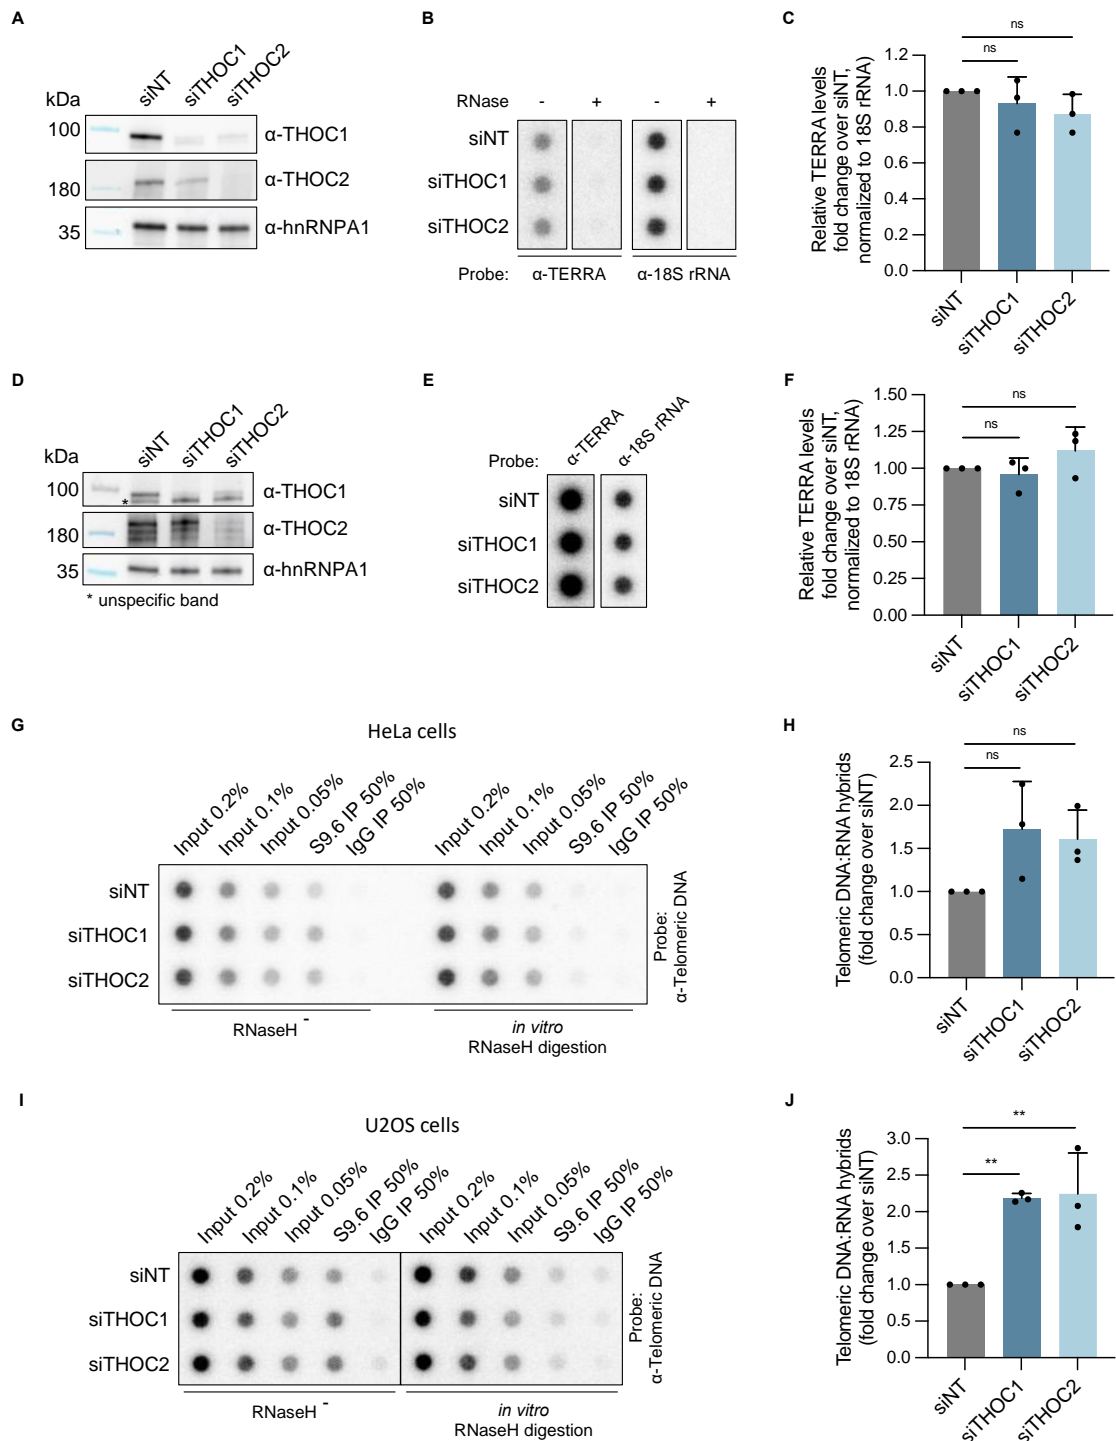 A
siNT
siTHOC1
siTHOC2
kDa
100
α-THOC1
180
α-THOC2
35
α-hnRNPA1
B
RNase - + - +
siNT
siTHOC1
siTHOC2
Probe: α-TERRA α-18S rRNA
C
Relative TERRA levels
fold change over siNT,
normalized to 18S rRNA)
ns
ns
1.2
1.0
0.8
0.6
0.4
0.2
0.0
siNT
siTHOC1
siTHOC2
D
siNT
siTHOC1
siTHOC2
kDa
100
*
α-THOC1
180
α-THOC2
35
α-hnRNPA1
* unspecific band
E
Probe: α-TERRA α-18S rRNA
siNT
siTHOC1
siTHOC2
F
Relative TERRA levels
fold change over siNT,
normalized to 18S rRNA)
ns
ns
1.50
1.25
1.00
0.75
0.50
0.25
0.00
siNT
siTHOC1
siTHOC2
G
HeLa cells
Input 0.2%
Input 0.1%
Input 0.05%
S9.6 IP 50%
IgG IP 50%
Input 0.2%
Input 0.1%
Input 0.05%
S9.6 IP 50%
IgG IP 50%
siNT
siTHOC1
siTHOC2
Probe:
α-Telomeric DNA
RNaseH -
in vitro
RNaseH digestion
H
Telomeric DNA:RNA hybrids
(fold change over siNT)
ns
ns
2.5
2.0
1.5
1.0
0.5
0.0
siNT
siTHOC1
siTHOC2
I
U2OS cells
Input 0.2%
Input 0.1%
Input 0.05%
S9.6 IP 50%
IgG IP 50%
Input 0.2%
Input 0.1%
Input 0.05%
S9.6 IP 50%
IgG IP 50%
siNT
siTHOC1
siTHOC2
Probe:
α-Telomeric DNA
RNaseH -
in vitro
RNaseH digestion
J
Telomeric DNA:RNA hybrids
(fold change over siNT)
**
**
3.0
2.5
2.0
1.5
1.0
0.5
0.0
siNT
siTHOC1
siTHOC2